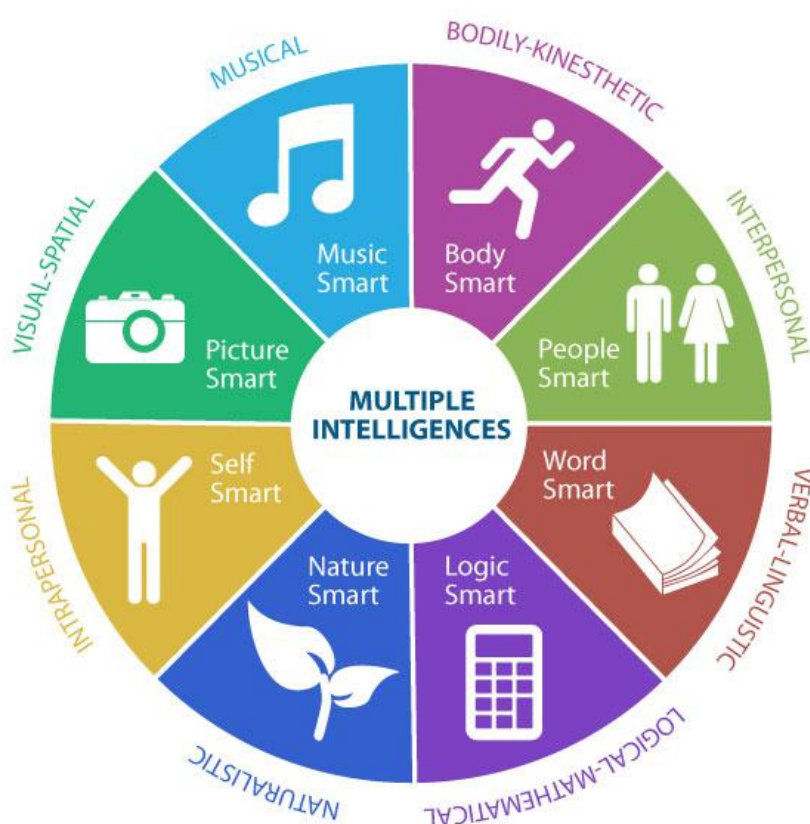 MUSICAL
BODILY-KINESTHETIC
VISUAL-SPATIAL
INTERPERSONAL
Music
Smart
Body
Smart
Picture
Smart
People
Smart
MULTIPLE
INTELLIGENCES
Self
Smart
Word
Smart
Nature
Smart
Logic
Smart
INTRAPERSONAL
VERBAL-LINGUISTIC
NATURALISTIC
LOGICAL-MATHEMATICAL